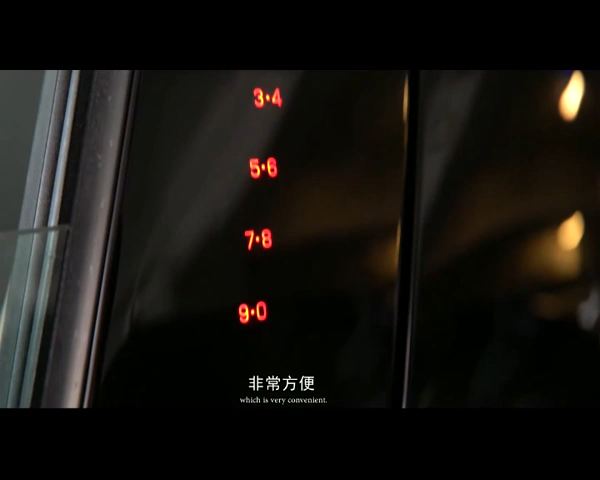 3·4
5·6
7·8
9·0
非常方便
which is very convenient.